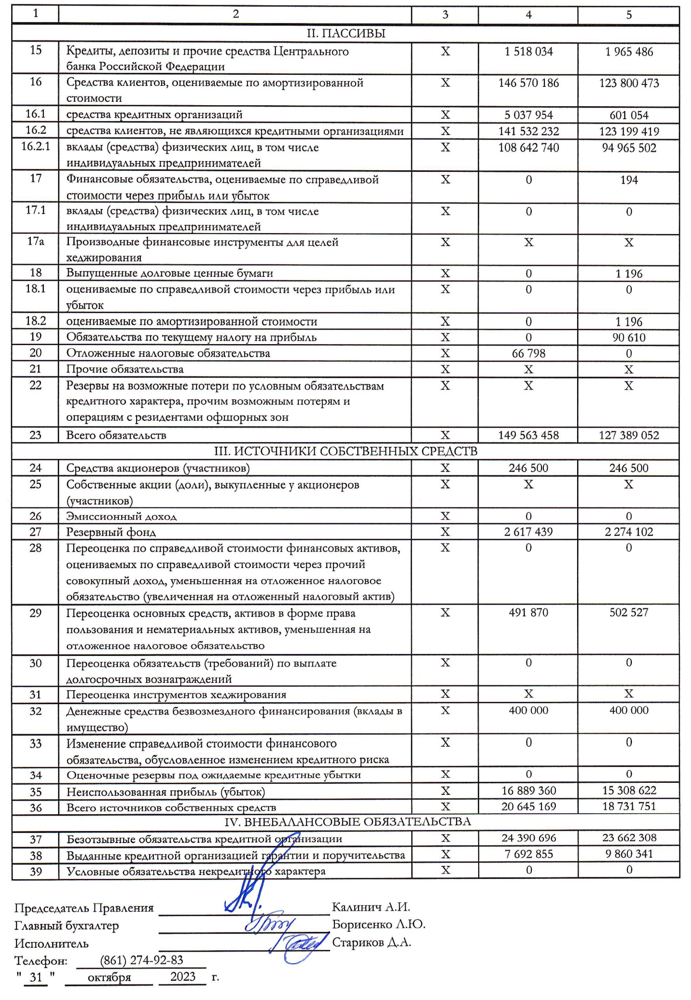 1 2 3 4 5
II. ПАССИВЫ
15 Кредиты, депозиты и прочие средства Центрального X 1 518 034 1 965 486
банка Российской Федерации
16 Средства клиентов, оцениваемые по амортизированной X 146 570 186 123 800 473
стоимости
16.1 средства кредитных организаций X 5 037 954 601 054
16.2 средства клиентов, не являющихся кредитными организациями X 141 532 232 123 199 419
16.2.1 вклады (средства) физических лиц, в том числе X 108 642 740 94 965 502
индивидуальных предпринимателей
17 Финансовые обязательства, оцениваемые по справедливой X 0 194
стоимости через прибыль или убыток
17.1 вклады (средства) физических лиц, в том числе X 0 0
индивидуальных предпринимателей
17а Производные финансовые инструменты для целей X X X
хеджирования
18 Выпущенные долговые ценные бумаги X 0 1 196
18.1 оцениваемые по справедливой стоимости через прибыль или X 0 0
убыток
18.2 оцениваемые по амортизированной стоимости X 0 1 196
19 Обязательства по текущему налогу на прибыль X 0 90 610
20 Отложенные налоговые обязательства X 66 798 0
21 Прочие обязательства X X X
22 Резервы на возможные потери по условным обязательствам X X X
кредитного характера, прочим возможным потерям и
операциям с резидентами офшорных зон
23 Всего обязательств X 149 563 458 127 389 052
III. ИСТОЧНИКИ СОБСТВЕННЫХ СРЕДСТВ
24 Средства акционеров (участников) X 246 500 246 500
25 Собственные акции (доли), выкупленные у акционеров X X X
(участников)
26 Эмиссионный доход X 0 0
27 Резервный фонд X 2 617 439 2 274 102
28 Переоценка по справедливой стоимости финансовых активов, X 0 0
оцениваемых по справедливой стоимости через прочий
совокупный доход, уменьшенная на отложенное налоговое
обязательство (увеличенная на отложенный налоговый актив)
29 Переоценка основных средств, активов в форме права X 491 870 502 527
пользования и нематериальных активов, уменьшенная на
отложенное налоговое обязательство
30 Переоценка обязательств (требований) по выплате X 0 0
долгосрочных вознаграждений
31 Переоценка инструментов хеджирования X X X
32 Денежные средства безвозмездного финансирования (вклады в X 400 000 400 000
имущество)
33 Изменение справедливой стоимости финансового X 0 0
обязательства, обусловленное изменением кредитного риска
34 Оценочные резервы под ожидаемые кредитные убытки X 0 0
35 Неиспользованная прибыль (убыток) X 16 889 360 15 308 622
36 Всего источников собственных средств X 20 645 169 18 731 751
IV. ВНЕБАЛАНСОВЫЕ ОБЯЗАТЕЛЬСТВА
37 Безотзывные обязательства кредитной организации X 24 390 696 23 662 308
38 Выданные кредитной организацией гарантии и поручительства X 7 692 855 9 860 341
39 Условные обязательства некредитного характера X 0 0
Председатель Правления Калинич А.И.
Главный бухгалтер Борисенко Л.Ю.
Исполнитель Стариков Д.А.
Телефон: (861) 274-92-83
" 31 " октября 2023 г.